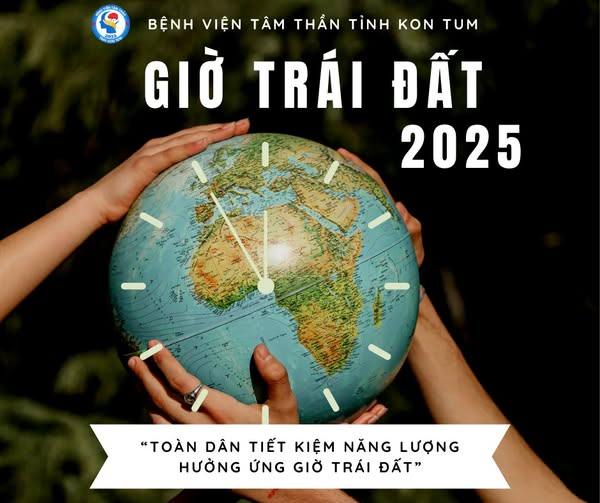 BỆNH VIỆN TÂM THẦN TỈNH KON TUM
GIỜ TRÁI ĐẤT
2025
“TOÀN DÂN TIẾT KIỆM NĂNG LƯỢNG
HƯỞNG ỨNG GIỜ TRÁI ĐẤT”